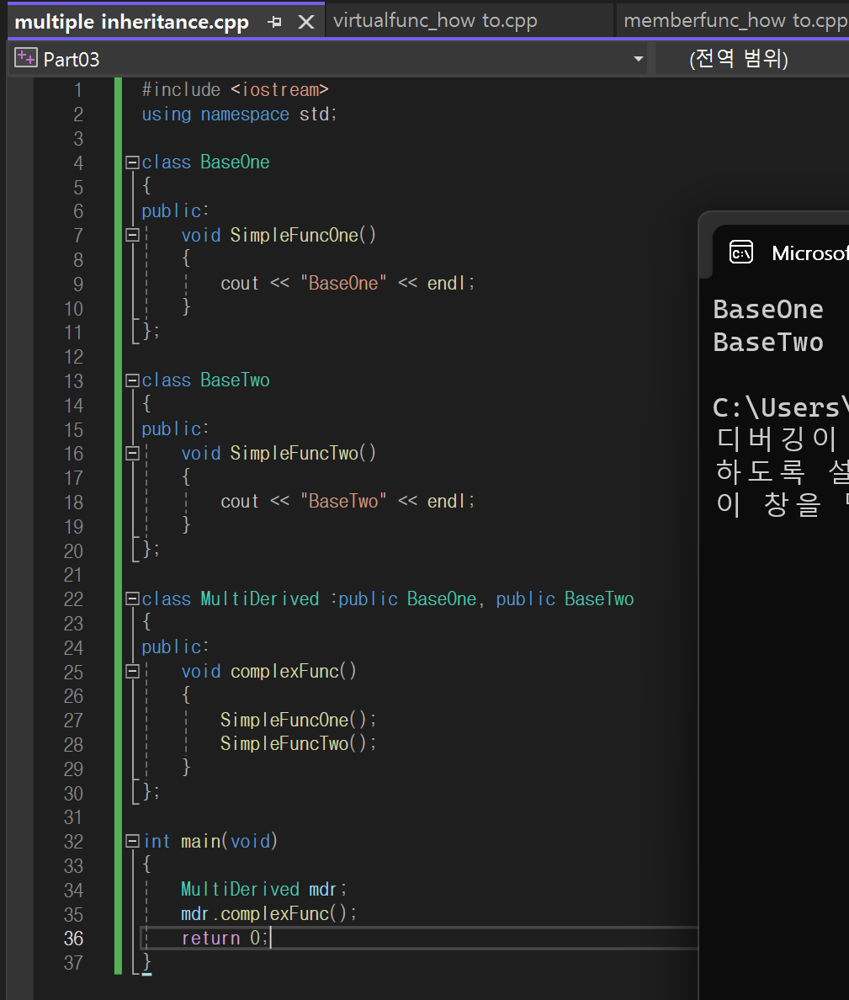 multiple inheritance.cpp virtualfunc_how to.cpp memberfunc_how to.cpp
Part03 (전역 범위)
1 #include <iostream>
2 using namespace std;
3
4 class BaseOne
5 {
6 public:
7 void SimpleFuncOne()
8 {
9 cout << "BaseOne" << endl;
10 }
11 };
12
13 class BaseTwo
14 {
15 public:
16 void SimpleFuncTwo()
17 {
18 cout << "BaseTwo" << endl;
19 }
20 };
21
22 class MultiDerived :public BaseOne, public BaseTwo
23 {
24 public:
25 void complexFunc()
26 {
27 SimpleFuncOne();
28 SimpleFuncTwo();
29 }
30 };
31
32 int main(void)
33 {
34 MultiDerived mdr;
35 mdr.complexFunc();
36 return 0;
37 }
C:\
BaseOne
BaseTwo
C:\Users\
디버깅이
하도록
이 창을